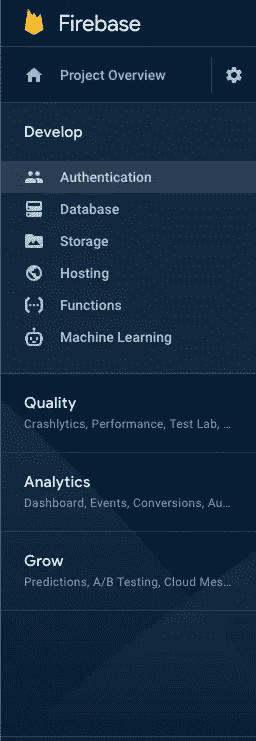 Firebase
Project Overview
Develop
Authentication
Database
Storage
Hosting
Functions
Machine Learning
Quality
Crashlytics, Performance, Test Lab, ...
Analytics
Dashboard, Events, Conversions, Au...
Grow
Predictions, A/B Testing, Cloud Mes...